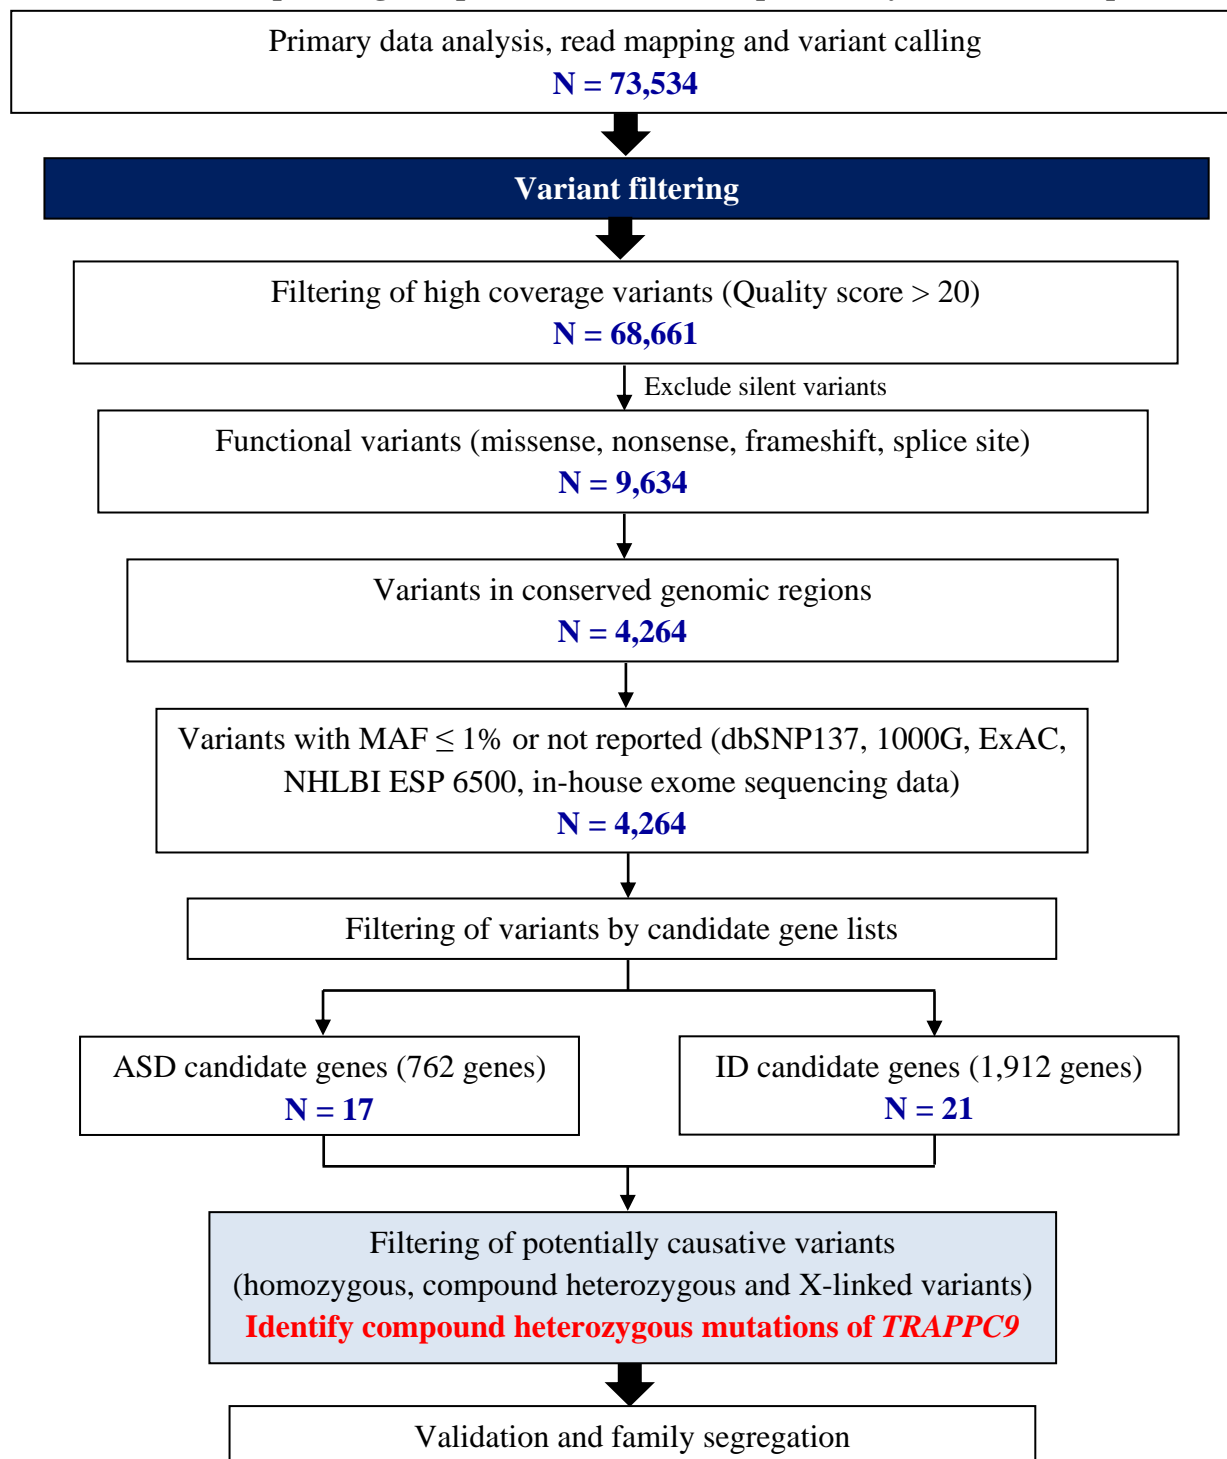 Primary data analysis, read mapping and variant calling
N = 73,534
Variant filtering
Filtering of high coverage variants (Quality score > 20)
N = 68,661
Exclude silent variants
Functional variants (missense, nonsense, frameshift, splice site)
N = 9,634
Variants in conserved genomic regions
N = 4,264
Variants with MAF ≤ 1% or not reported (dbSNP137, 1000G, ExAC,
NHLBI ESP 6500, in-house exome sequencing data)
N = 4,264
Filtering of variants by candidate gene lists
ASD candidate genes (762 genes)
N = 17
ID candidate genes (1,912 genes)
N = 21
Filtering of potentially causative variants
(homozygous, compound heterozygous and X-linked variants)
Identify compound heterozygous mutations of TRAPPC9
Validation and family segregation